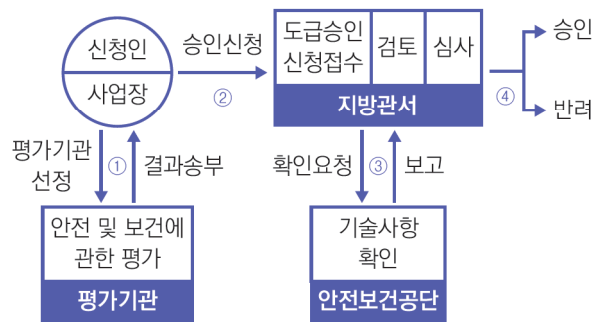 신청인
사업장
승인신청
②
도급승인
신청접수
검토
심사
지방관서
④
승인
반려
평가기관
선정
①
결과송부
안전 및 보건에
관한 평가
평가기관
확인요청
③
보고
기술사항
확인
안전보건공단